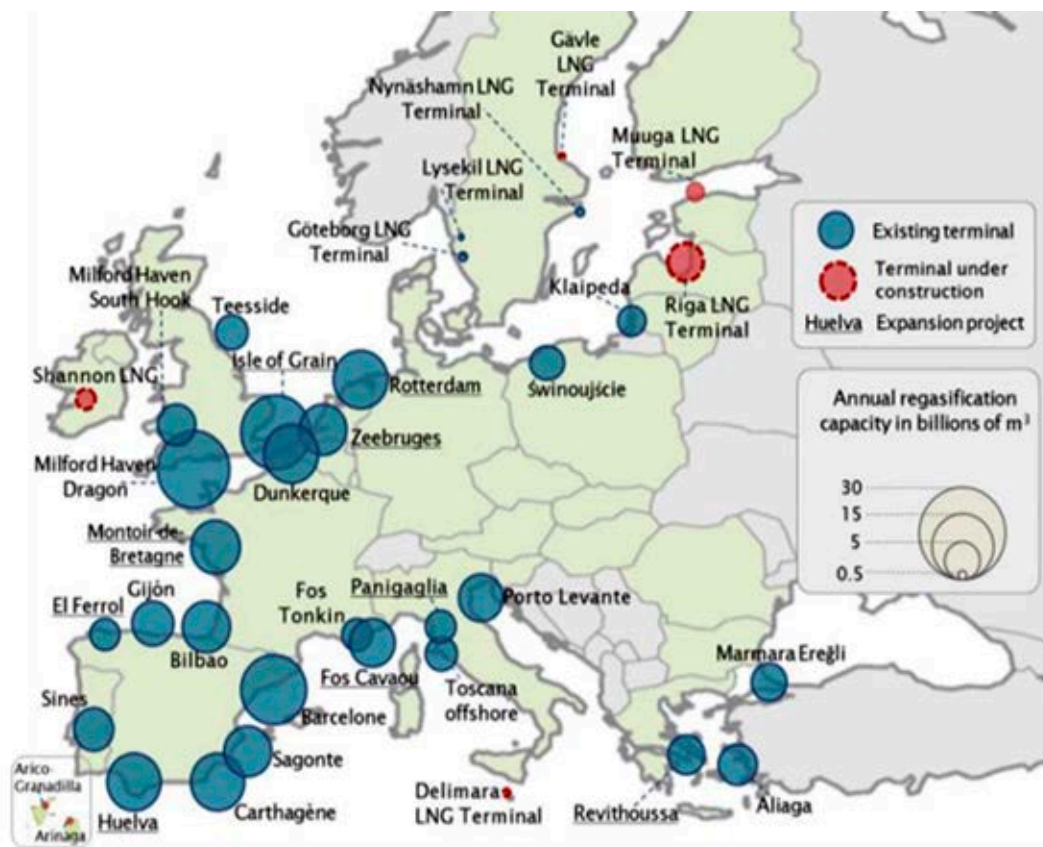 Gävle
LNG
Terminal
Nynäshamn LNG
Terminal
Muuga LNG
Terminal
Lysekil LNG
Terminal
Göteborg LNG
Terminal
Milford Haven
South Hook
Teesside
Klaipeda
Riga LNG
Terminal
Existing terminal
Terminal under
construction
Huelva Expansion project
Isle of Grain
Rotterdam
Świnoujście
Shannon LNG
Zeebruges
Milford Haven
Dragon
Dunkerque
Annual regasification
capacity in billions of m³
30
15
5
0.5
Montoir-de-
Bretagne
Gijón
El Ferrol
Bilbao
Fos
Tonkin
Panigaglia
Porto Levante
Fos Cavaou
Toscana
offshore
Marmara Ereğli
Sines
Barcelone
Sagonte
Carthagène
Huelva
Arico-
Granadilla
Arinaga
Delimara
LNG Terminal
Revithoussa
Aliaga